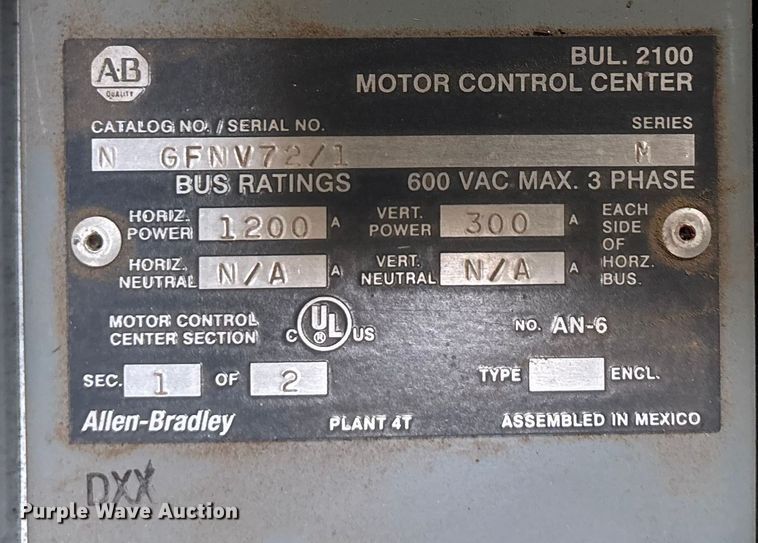 AB
QUALITY
BUL. 2100
MOTOR CONTROL CENTER
CATALOG NO. / SERIAL NO. SERIES
N GFNV72/1 M
BUS RATINGS 600 VAC MAX. 3 PHASE
HORIZ. POWER 1200 A VERT. POWER 300 A EACH SIDE OF HORZ. BUS.
HORIZ. NEUTRAL N/A A VERT. NEUTRAL N/A A
MOTOR CONTROL CENTER SECTION C UL ® US NO. AN-6
SEC. 1 OF 2 TYPE ENCL.
Allen-Bradley PLANT 4T ASSEMBLED IN MEXICO
DXX
Purple Wave Auction